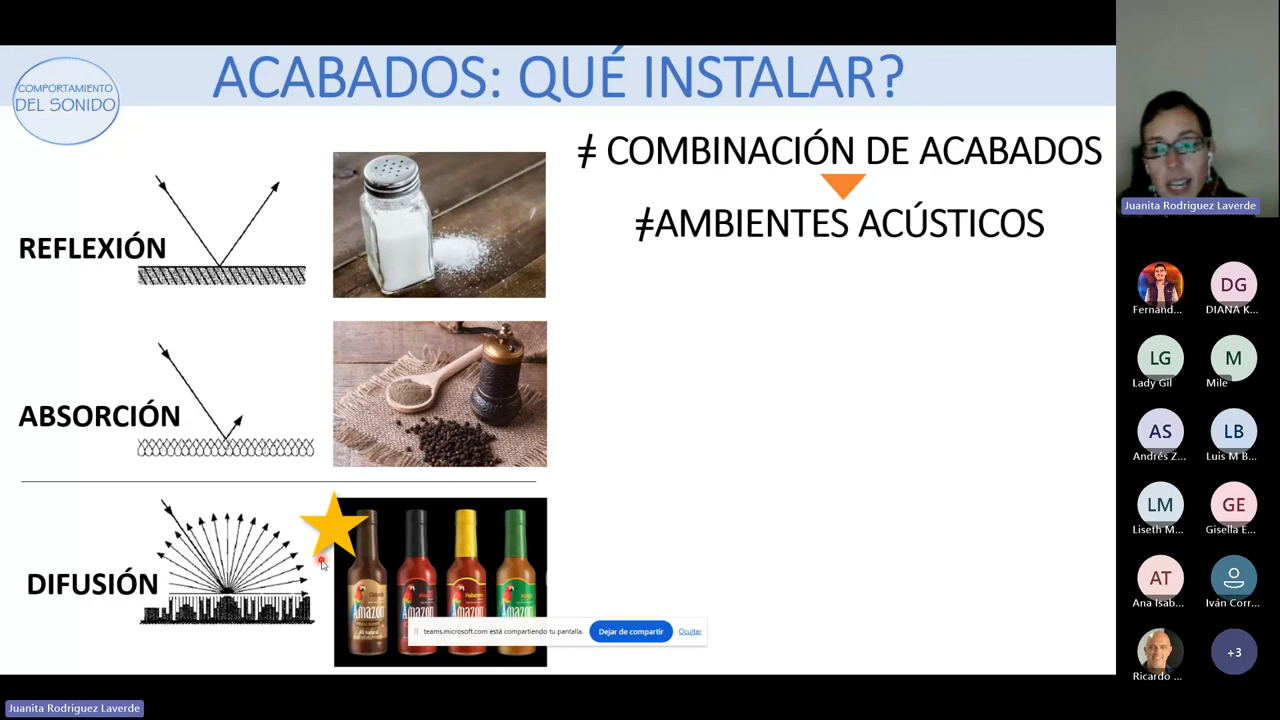 ACABADOS: QUÉ INSTALAR?
COMPORTAMIENTO
DEL SONIDO
≠ COMBINACIÓN DE ACABADOS
≠AMBIENTES ACÚSTICOS
REFLEXIÓN
ABSORCIÓN
DIFUSIÓN
Amazon
Amazon
Habanero
Amazon
Amazon
teams.microsoft.com está compartiendo tu pantalla.
Dejar de compartir
Ocultar
Juanita Rodriguez Laverde
Fernand...
DG
DIANA K...
LG
Lady Gil
M
Mile
AS
Andrés Z...
LB
Luis M B...
LM
Liseth M...
GE
Gisella E...
AT
Ana Isab...
Iván Corr...
Ricardo ...
+3
Juanita Rodriguez Laverde